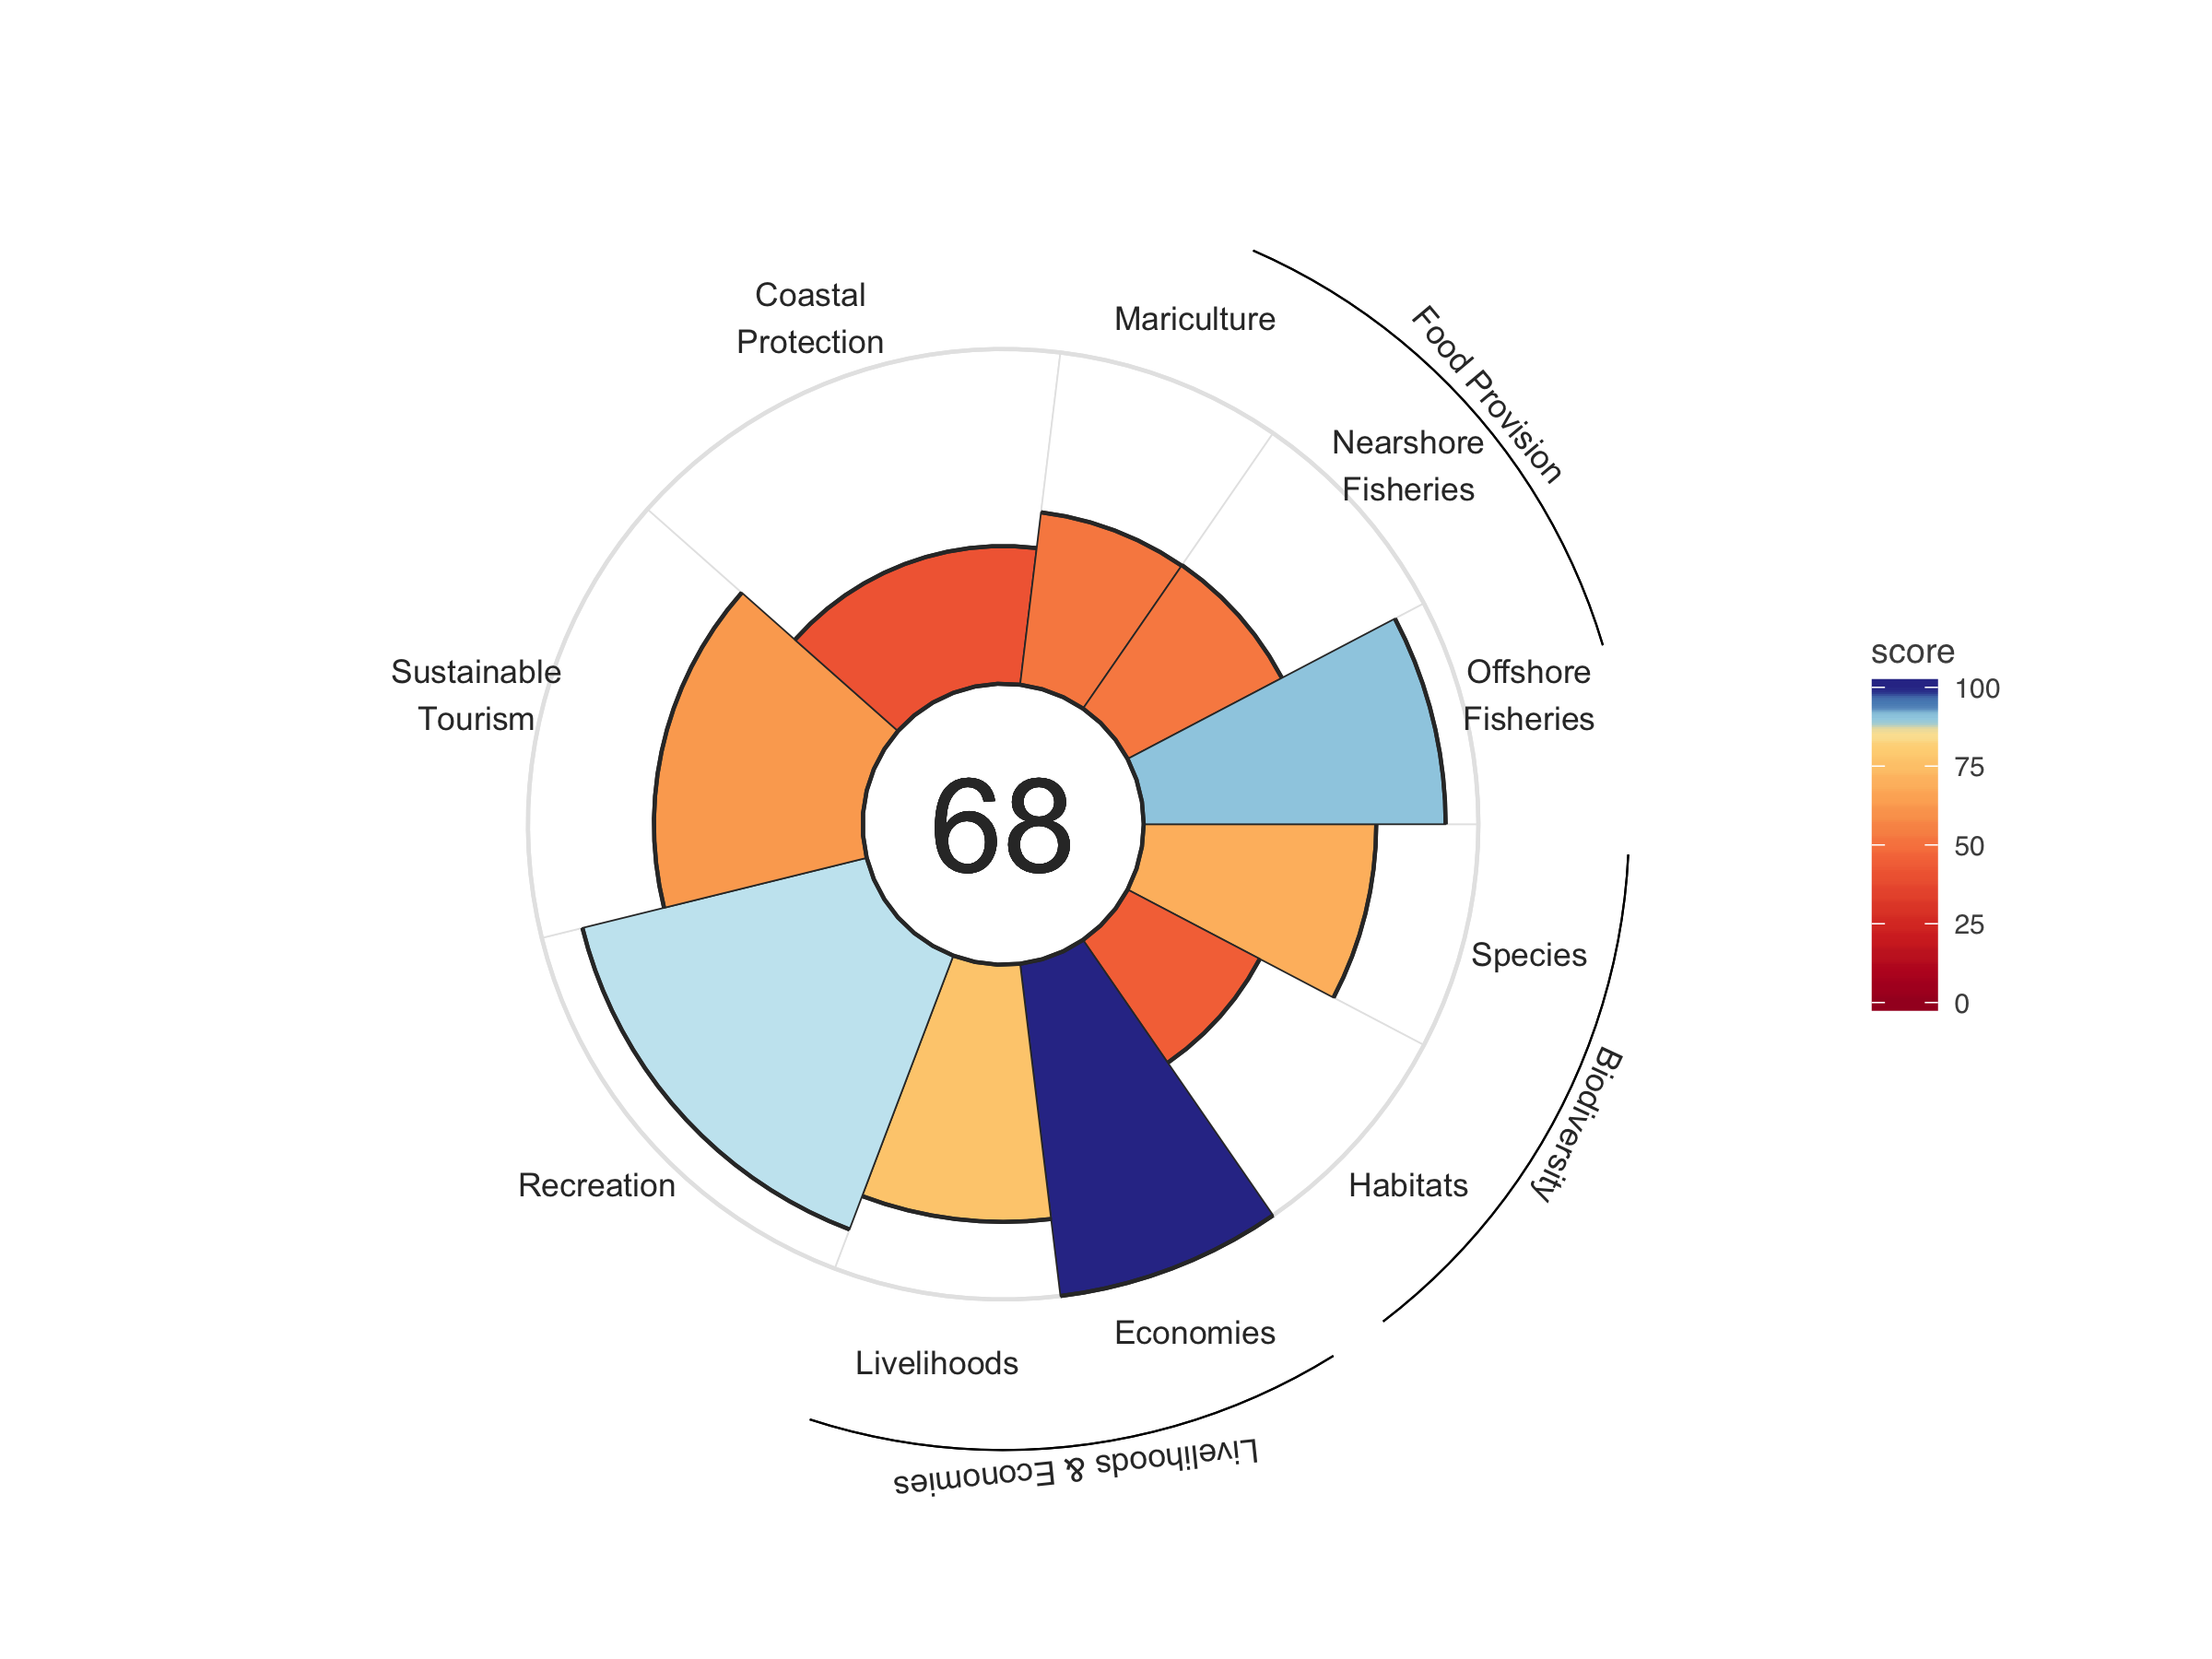 Coastal
Protection
Mariculture
Food Provision
Nearshore
Fisheries
Sustainable
Tourism
Offshore
Fisheries
68
Species
Biodiversity
Recreation
Habitats
Economies
Livelihoods
Livelihoods & Economies
score
100
75
50
25
0